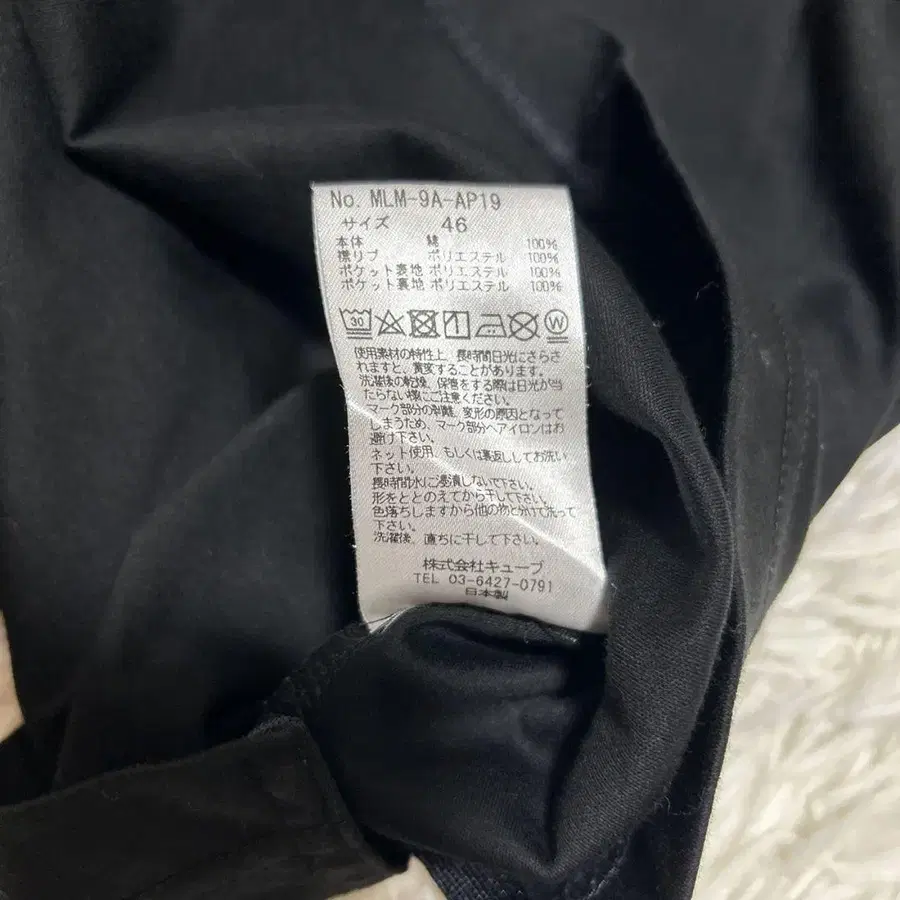 No. MLM-9A-AP19
サイズ 46
本体 綿 100%
襟リブ ポリエステル 100%
ポケット表地 ポリエステル 100%
ポケット裏地 ポリエステル 100%
30 W
使用素材の特性上、長時間日光にさらさ
れますと、黄変することがあります。
洗濯後の乾燥、保管をする際は日光が当
たらない様にご注意ください。
マーク部分の剥離、変形の原因となって
しまうため、マーク部分へアイロンはお
避け下さい。
ネット使用、もしくは裏返ししてお洗い
下さい。
長時間水に浸漬しないで下さい。
形をととのえてから干して下さい。
色落ちしますから他の物と分けて洗って
下さい。
洗濯後、直ちに干して下さい。
株式会社キューブ
TEL 03-6427-0791
日本製